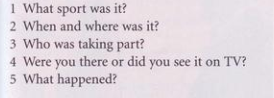 1 What sport was it?
2 When and where was it?
3 Who was taking part?
4 Were you there or did you see it on TV?
5 What happened?